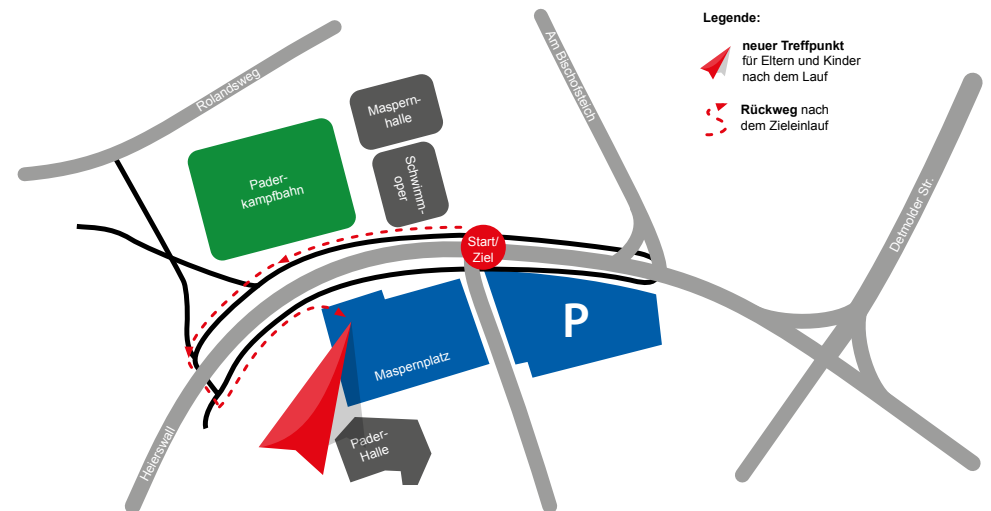 Legende:
neuer Treffpunkt
für Eltern und Kinder
nach dem Lauf
Rückweg nach
dem Zieleinlauf
Rolandsweg
Am Bischofsteich
Maspern-
halle
Schwimm-
oper
Pader-
kampfbahn
Detmolder Str.
Start/
Ziel
P
Maspernplatz
Pader-
Halle
Heierswall